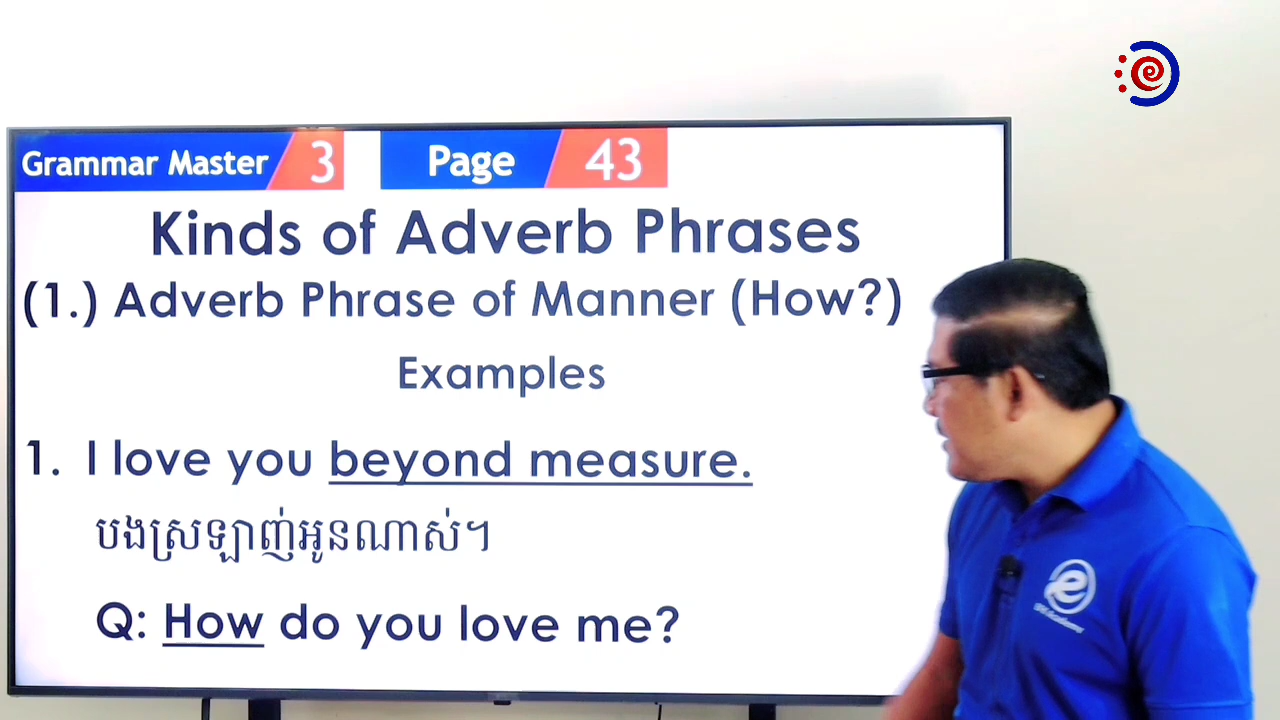 Grammar Master 3 Page 43
Kinds of Adverb Phrases
(1.) Adverb Phrase of Manner (How?)
Examples
1. I love you beyond measure.
បងស្រឡាញ់អូនណាស់។
Q: How do you love me?